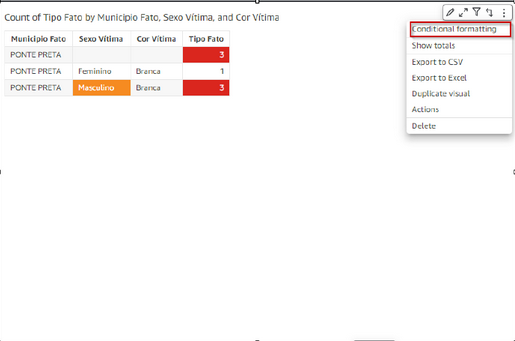 Count of Tipo Fato by Municipio Fato, Sexo Vítima, and Cor Vítima
Municipio Fato Sexo Vítima Cor Vítima Tipo Fato
PONTE PRETA 3
PONTE PRETA Feminino Branca 1
PONTE PRETA Masculino Branca 3
Conditional formatting
Show totals
Export to CSV
Export to Excel
Duplicate visual
Actions
Delete